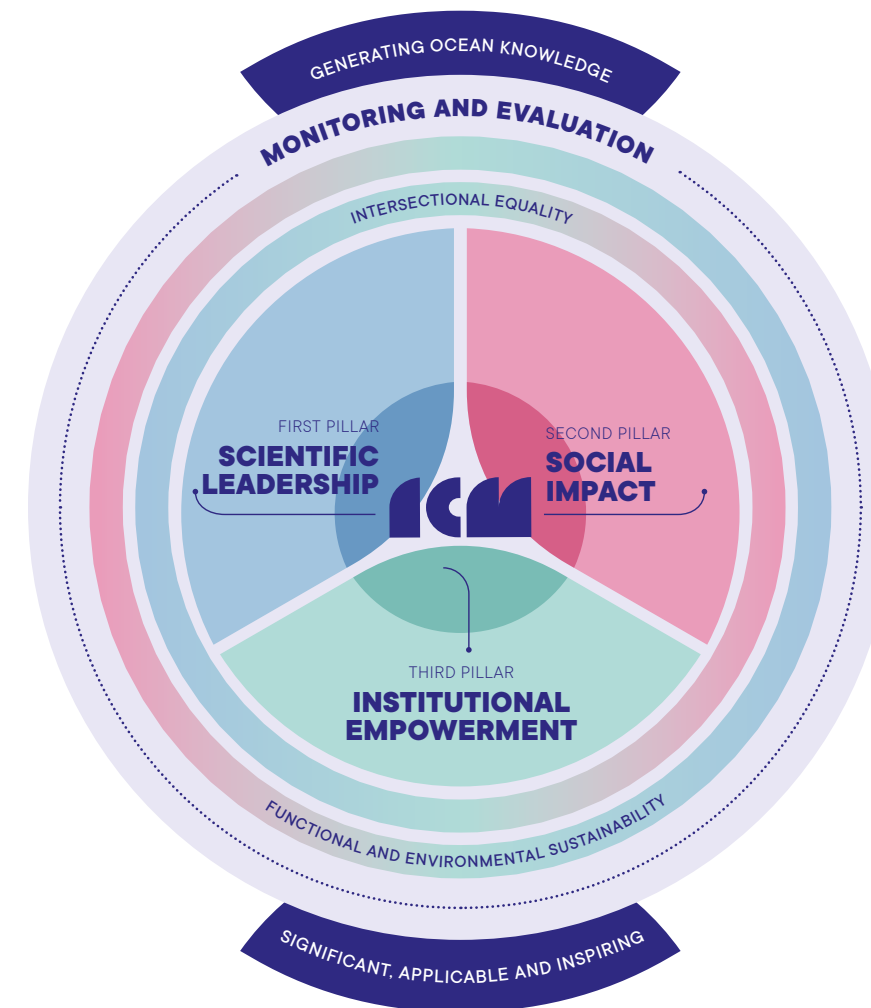 GENERATING OCEAN KNOWLEDGE
MONITORING AND EVALUATION
INTERSECTIONAL EQUALITY
FIRST PILLAR
SCIENTIFIC
LEADERSHIP
SECOND PILLAR
SOCIAL
IMPACT
icm
THIRD PILLAR
INSTITUTIONAL
EMPOWERMENT
FUNCTIONAL AND ENVIRONMENTAL SUSTAINABILITY
SIGNIFICANT, APPLICABLE AND INSPIRING